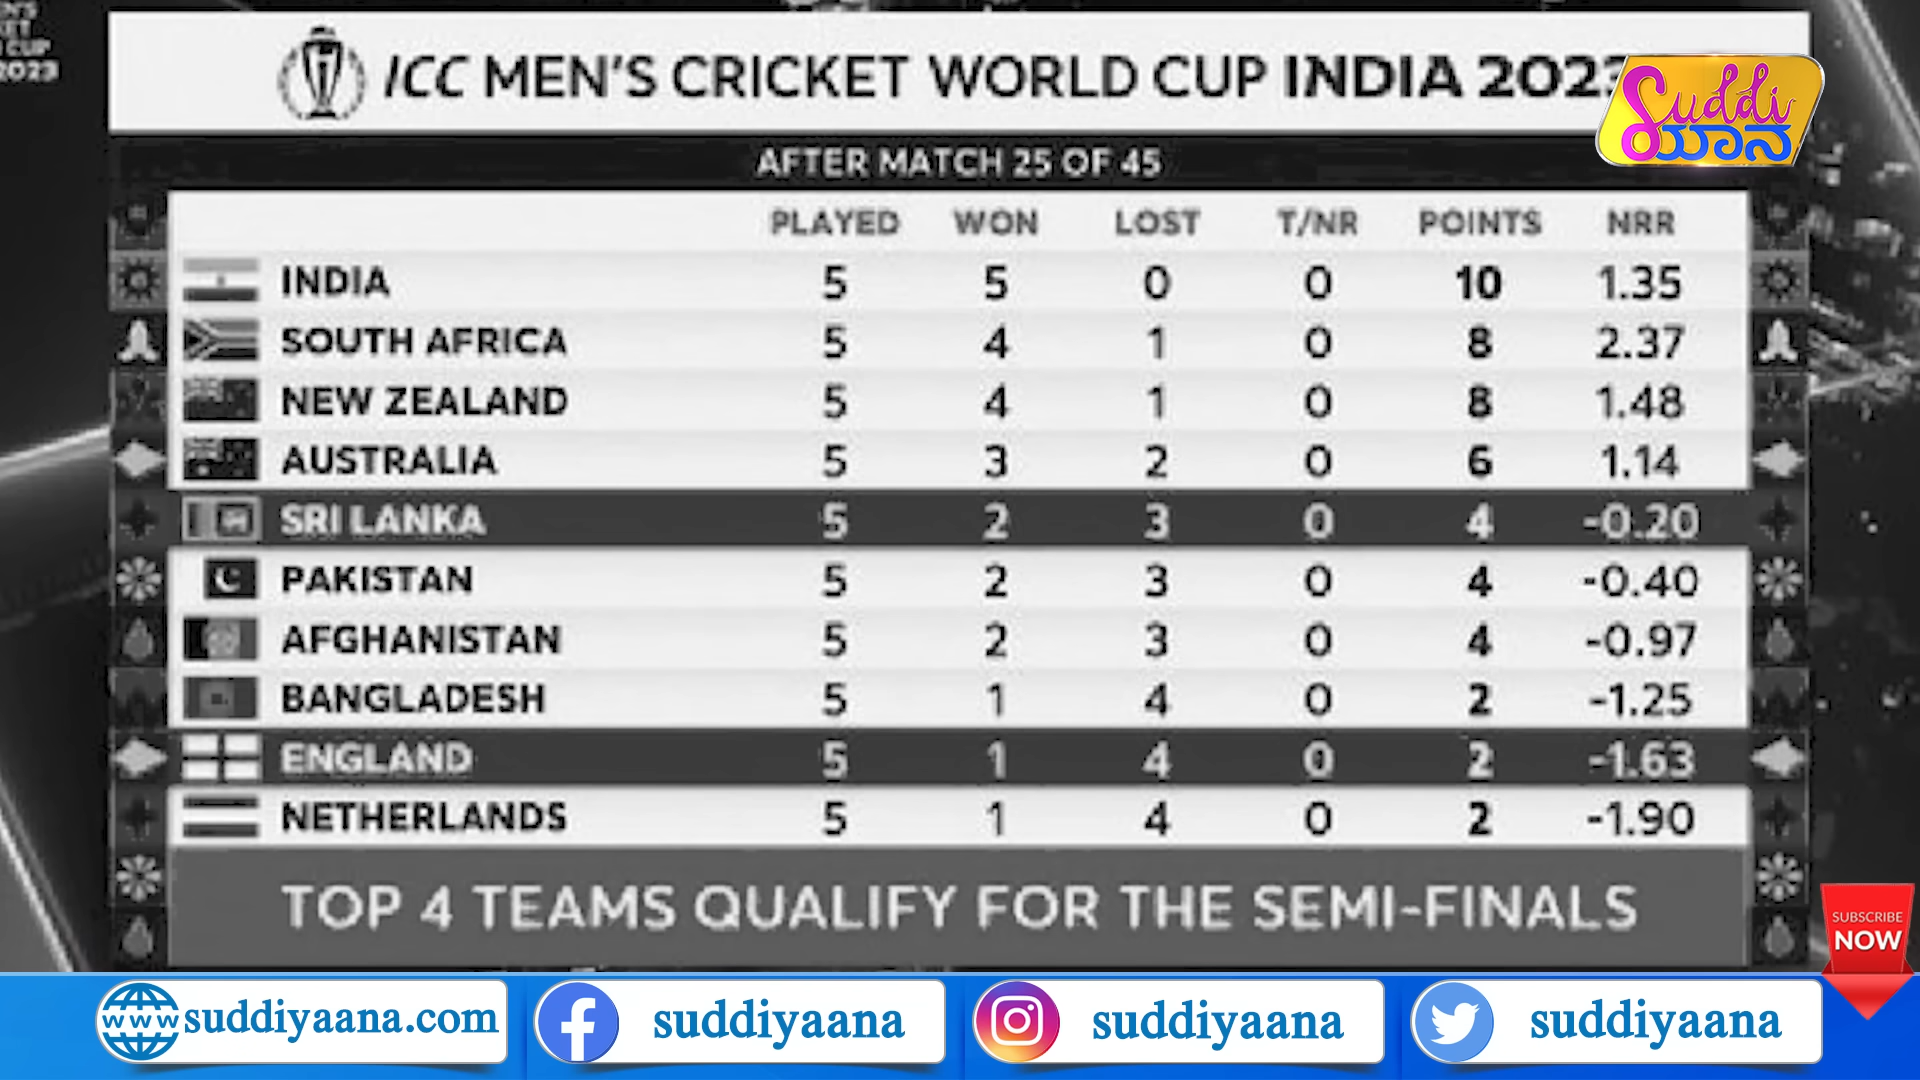 EN'S
KET
CUP
2023
ICC MEN'S CRICKET WORLD CUP INDIA 2023
Suddi
ಯಾನ
AFTER MATCH 25 OF 45
PLAYED WON LOST T/NR POINTS NRR
INDIA 5 5 0 0 10 1.35
SOUTH AFRICA 5 4 1 0 8 2.37
NEW ZEALAND 5 4 1 0 8 1.48
AUSTRALIA 5 3 2 0 6 1.14
SRI LANKA 5 2 3 0 4 -0.20
PAKISTAN 5 2 3 0 4 -0.40
AFGHANISTAN 5 2 3 0 4 -0.97
BANGLADESH 5 1 4 0 2 -1.25
ENGLAND 5 1 4 0 2 -1.63
NETHERLANDS 5 1 4 0 2 -1.90
TOP 4 TEAMS QUALIFY FOR THE SEMI-FINALS
SUBSCRIBE
NOW
www suddiyaana.com suddiyaana suddiyaana suddiyaana